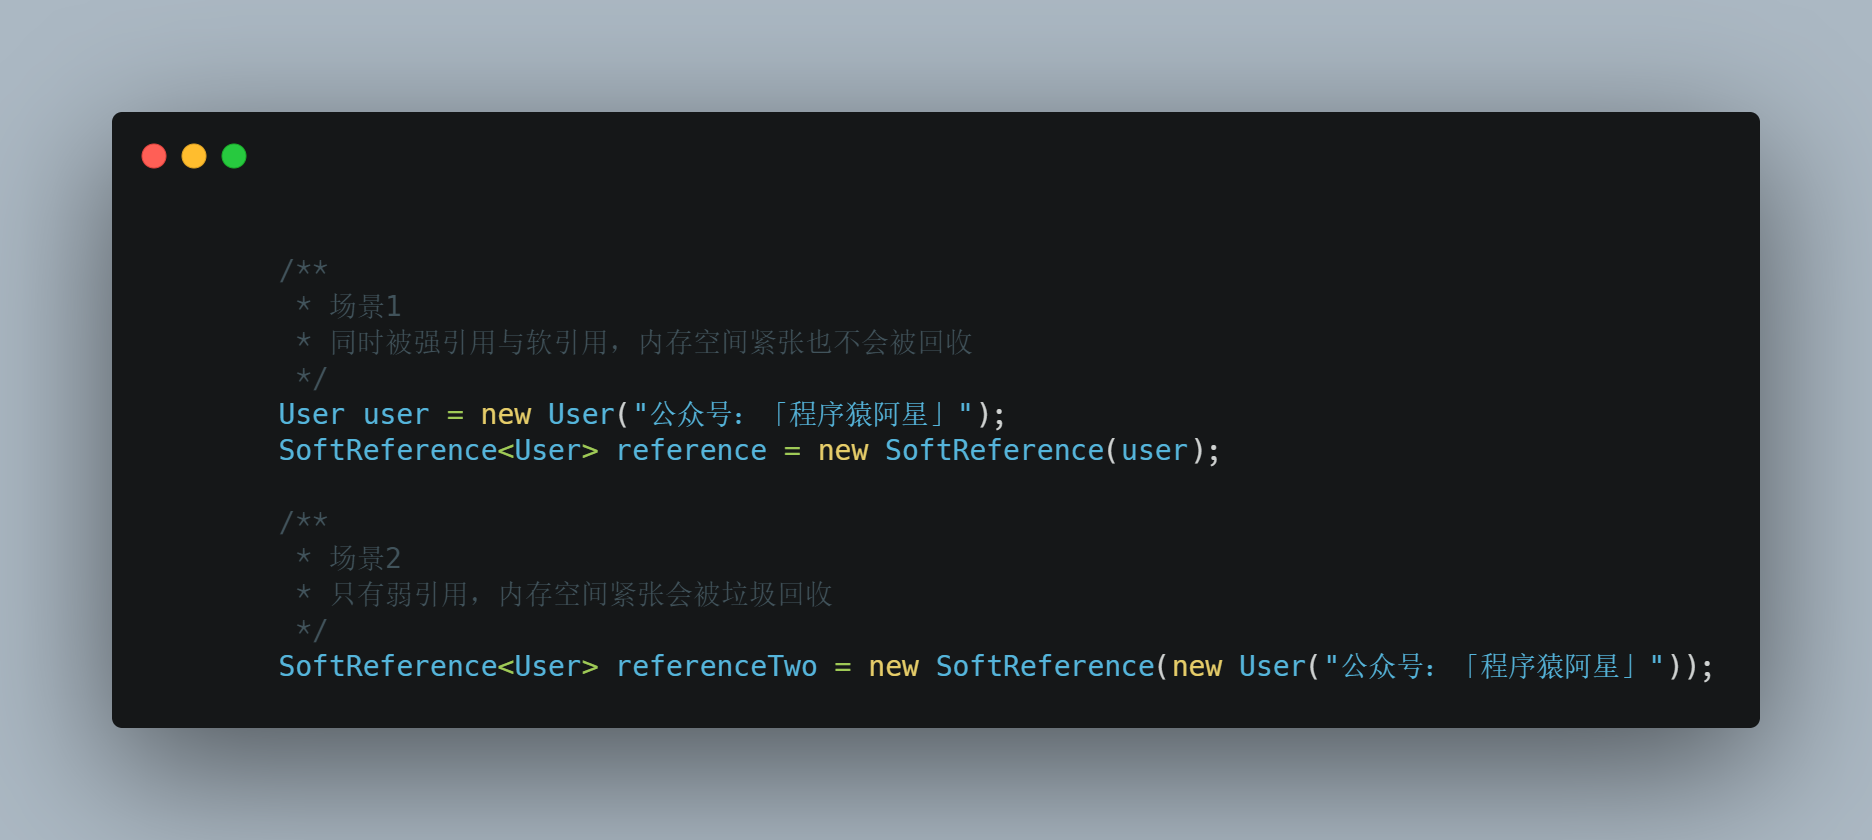 /**
 * 场景1
 * 同时被强引用与软引用，内存空间紧张也不会被回收
 */
User user = new User("公众号：「程序猿阿星」");
SoftReference<User> reference = new SoftReference(user);
/**
 * 场景2
 * 只有弱引用，内存空间紧张会被垃圾回收
 */
SoftReference<User> referenceTwo = new SoftReference(new User("公众号：「程序猿阿星」"));